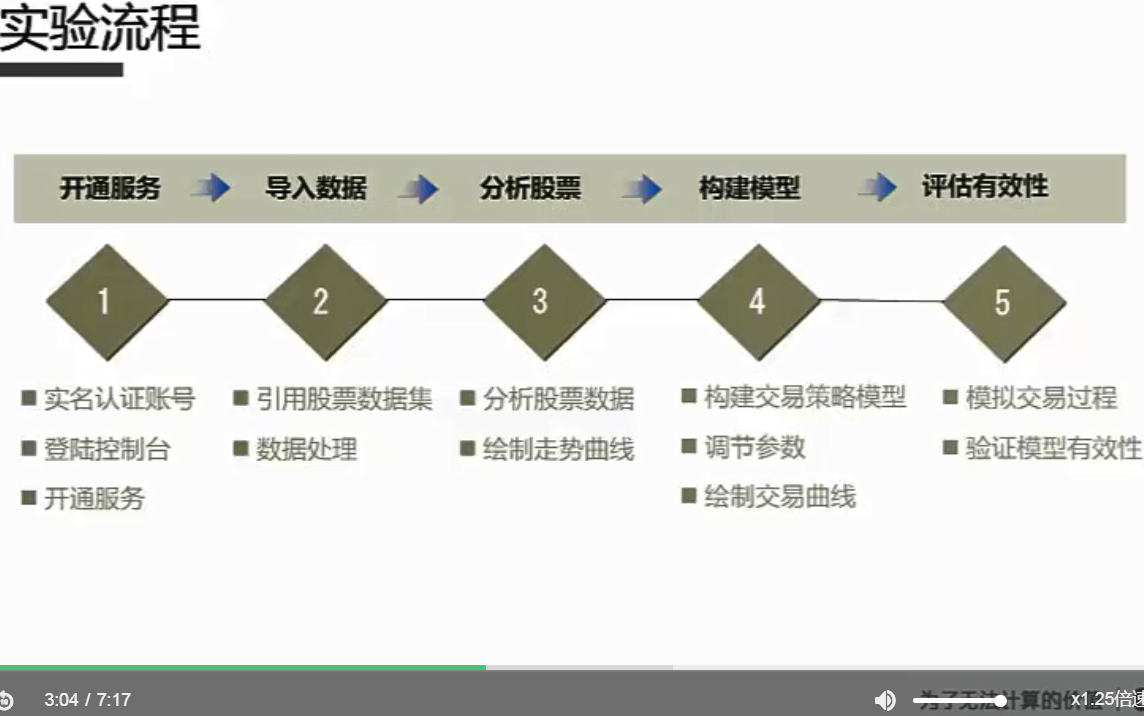 实验流程
开通服务 导入数据 分析股票 构建模型 评估有效性
1 2 3 4 5
实名认证账号
登陆控制台
开通服务
引用股票数据集
数据处理
分析股票数据
绘制走势曲线
构建交易策略模型
调节参数
绘制交易曲线
模拟交易过程
验证模型有效性
3:04 / 7:17
为了无法计算的价值
x1.25倍速